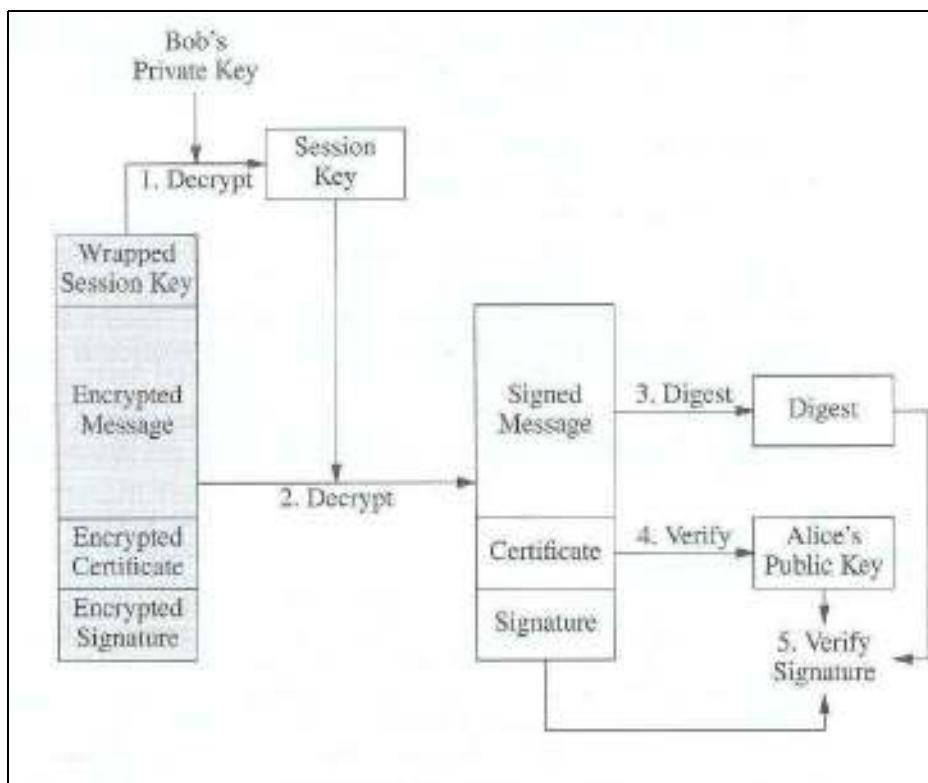 Bob's
Private Key
Session
Key
1. Decrypt
Wrapped
Session Key
Encrypted
Message
Signed
Message
3. Digest
Digest
2. Decrypt
Encrypted
Certificate
Certificate
4. Verify
Alice's
Public Key
Encrypted
Signature
Signature
5. Verify
Signature